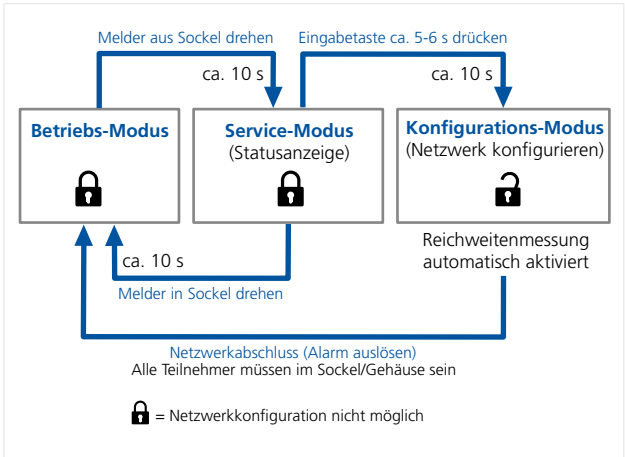 Melder aus Sockel drehen
Eingabetaste ca. 5-6 s drücken
ca. 10 s
ca. 10 s
Betriebs-Modus
Service-Modus
(Statusanzeige)
Konfigurations-Modus
(Netzwerk konfigurieren)
Reichweitenmessung
automatisch aktiviert
ca. 10 s
Melder in Sockel drehen
Netzwerkabschluss (Alarm auslösen)
Alle Teilnehmer müssen im Sockel/Gehäuse sein
= Netzwerkkonfiguration nicht möglich